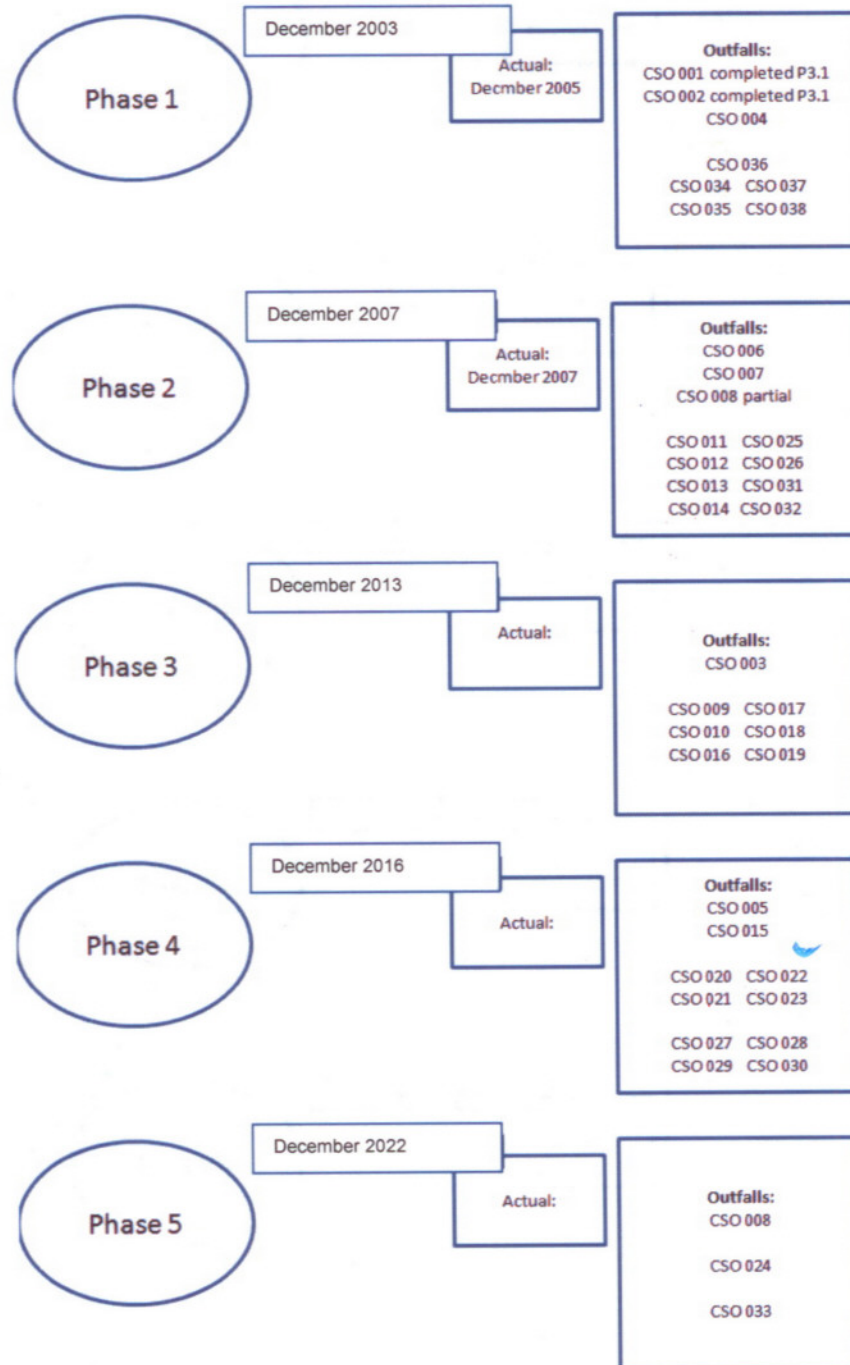 Phase 1
December 2003
Actual:
Decmber 2005
Outfalls:
CSO 001 completed P3.1
CSO 002 completed P3.1
CSO 004
CSO 036
CSO 034 CSO 037
CSO 035 CSO 038
Phase 2
December 2007
Actual:
Decmber 2007
Outfalls:
CSO 006
CSO 007
CSO 008 partial
CSO 011 CSO 025
CSO 012 CSO 026
CSO 013 CSO 031
CSO 014 CSO 032
Phase 3
December 2013
Actual:
Outfalls:
CSO 003
CSO 009 CSO 017
CSO 010 CSO 018
CSO 016 CSO 019
Phase 4
December 2016
Actual:
Outfalls:
CSO 005
CSO 015
CSO 020 CSO 022
CSO 021 CSO 023
CSO 027 CSO 028
CSO 029 CSO 030
Phase 5
December 2022
Actual:
Outfalls:
CSO 008
CSO 024
CSO 033